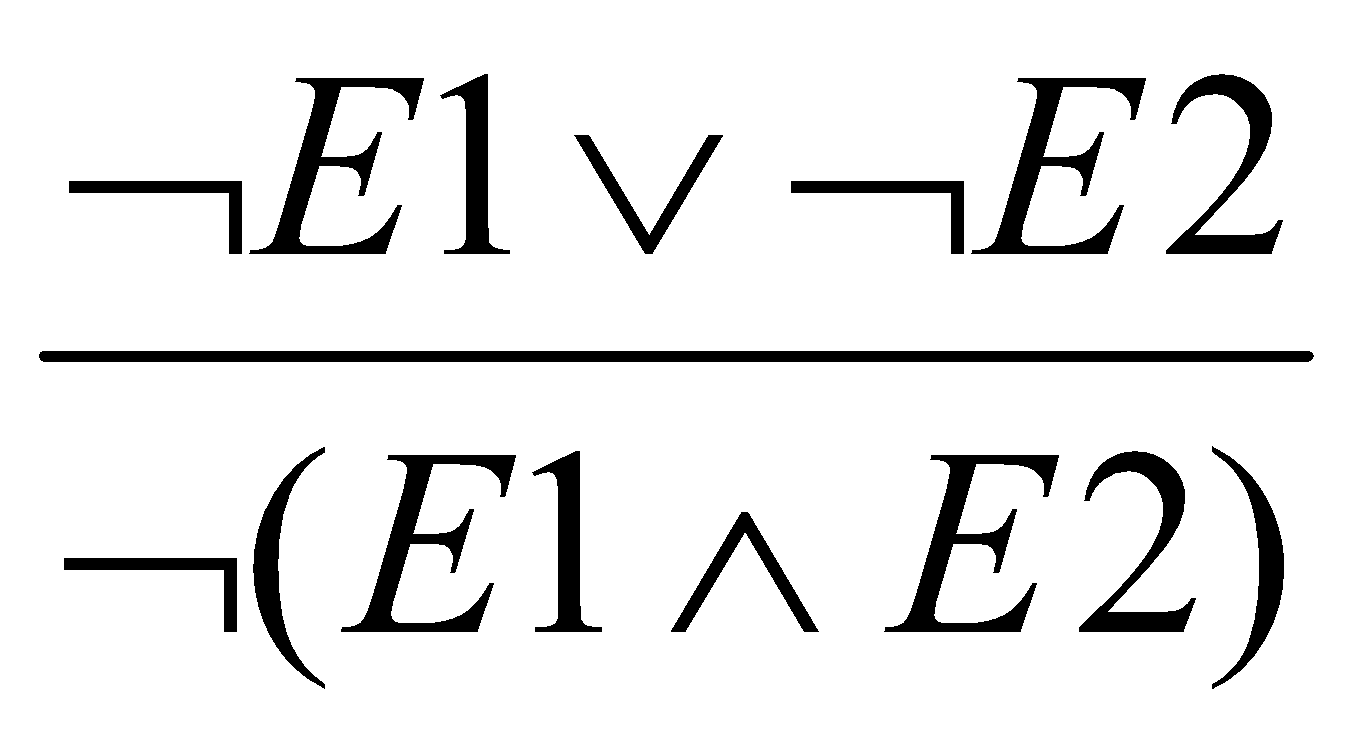 ¬E1 ∨ ¬E2
¬(E1 ∧ E2)